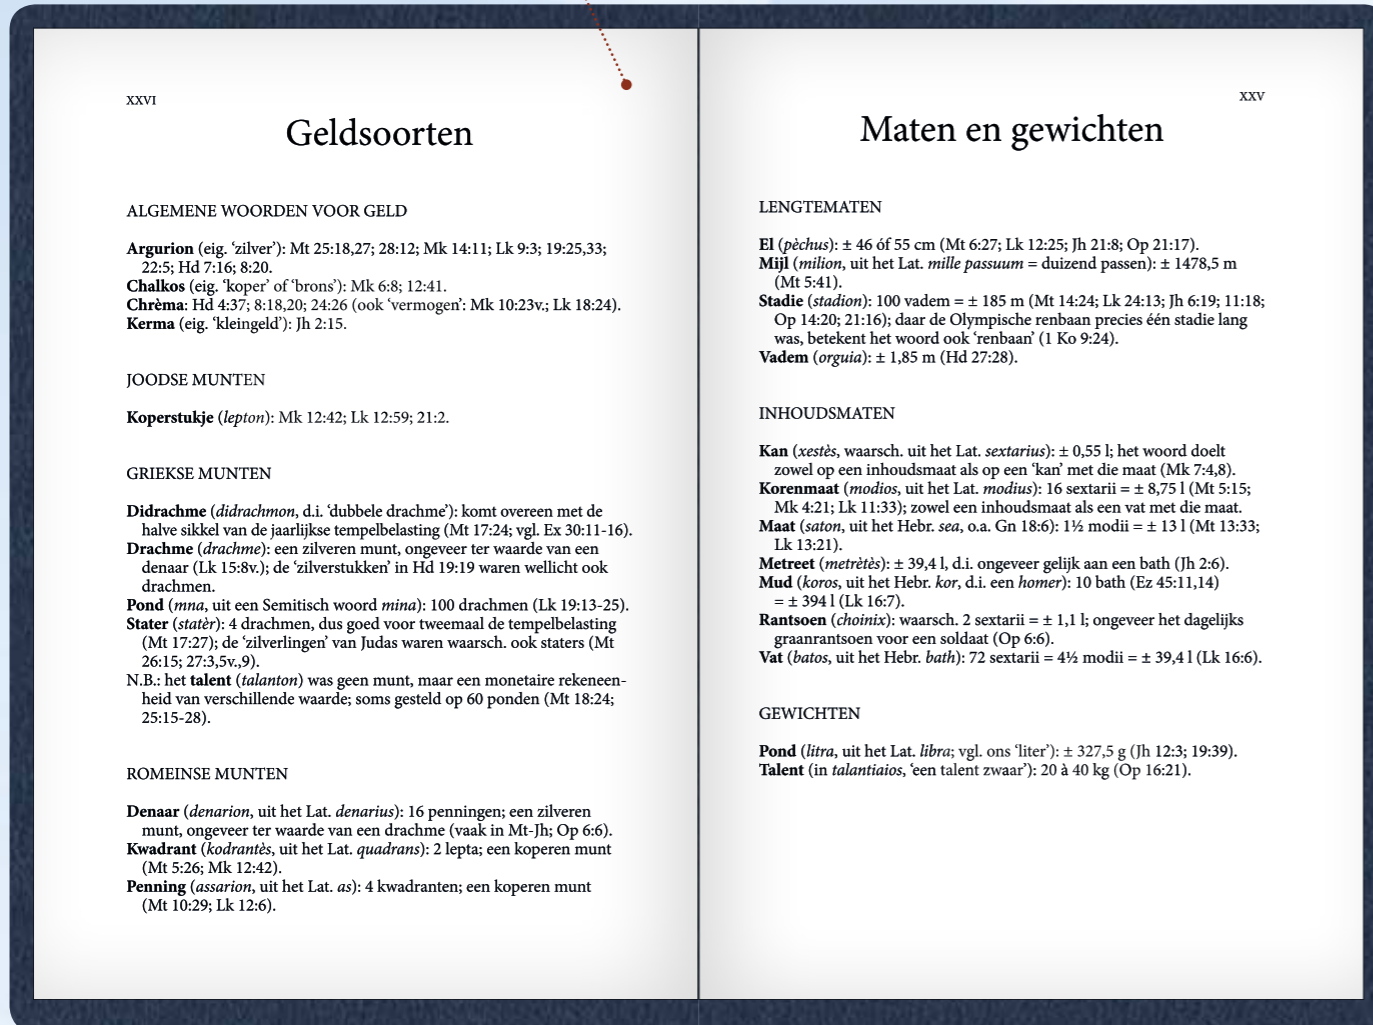 XXVI
Geldsoorten
ALGEMENE WOORDEN VOOR GELD
Argurion (eig. ‘zilver’): Mt 25:18,27; 28:12; Mk 14:11; Lk 9:3; 19:25,33;
22:5; Hd 7:16; 8:20.
Chalkos (eig. ‘koper’ of ‘brons’): Mk 6:8; 12:41.
Chrèma: Hd 4:37; 8:18,20; 24:26 (ook ‘vermogen’: Mk 10:23v.; Lk 18:24).
Kerma (eig. ‘kleingeld’): Jh 2:15.
JOODSE MUNTEN
Koperstukje (lepton): Mk 12:42; Lk 12:59; 21:2.
GRIEKSE MUNTEN
Didrachme (didrachmon, d.i. ‘dubbele drachme’): komt overeen met de
halve sikkel van de jaarlijkse tempelbelasting (Mt 17:24; vgl. Ex 30:11-16).
Drachme (drachme): een zilveren munt, ongeveer ter waarde van een
denaar (Lk 15:8v.); de ‘zilverstukken’ in Hd 19:19 waren wellicht ook
drachmen.
Pond (mna, uit een Semitisch woord mina): 100 drachmen (Lk 19:13-25).
Stater (statèr): 4 drachmen, dus goed voor tweemaal de tempelbelasting
(Mt 17:27); de ‘zilverlingen’ van Judas waren waarsch. ook staters (Mt
26:15; 27:3,5v.,9).
N.B.: het talent (talanton) was geen munt, maar een monetaire rekeneen-
heid van verschillende waarde; soms gesteld op 60 ponden (Mt 18:24;
25:15-28).
ROMEINSE MUNTEN
Denaar (denarion, uit het Lat. denarius): 16 penningen; een zilveren
munt, ongeveer ter waarde van een drachme (vaak in Mt-Jh; Op 6:6).
Kwadrant (kodrantès, uit het Lat. quadrans): 2 lepta; een koperen munt
(Mt 5:26; Mk 12:42).
Penning (assarion, uit het Lat. as): 4 kwadranten; een koperen munt
(Mt 10:29; Lk 12:6).
XXV
Maten en gewichten
LENGTEMATEN
El (pèchus): ± 46 óf 55 cm (Mt 6:27; Lk 12:25; Jh 21:8; Op 21:17).
Mijl (milion, uit het Lat. mille passuum = duizend passen): ± 1478,5 m
(Mt 5:41).
Stadie (stadion): 100 vadem = ± 185 m (Mt 14:24; Lk 24:13; Jh 6:19; 11:18;
Op 14:20; 21:16); daar de Olympische renbaan precies één stadie lang
was, betekent het woord ook ‘renbaan’ (1 Ko 9:24).
Vadem (orguia): ± 1,85 m (Hd 27:28).
INHOUDSMATEN
Kan (xestès, waarsch. uit het Lat. sextarius): ± 0,55 l; het woord doelt
zowel op een inhoudsmaat als op een ‘kan’ met die maat (Mk 7:4,8).
Korenmaat (modios, uit het Lat. modius): 16 sextarii = ± 8,75 l (Mt 5:15;
Mk 4:21; Lk 11:33); zowel een inhoudsmaat als een vat met die maat.
Maat (saton, uit het Hebr. sea, o.a. Gn 18:6): 1½ modii = ± 13 l (Mt 13:33;
Lk 13:21).
Metreet (metrètès): ± 39,4 l, d.i. ongeveer gelijk aan een bath (Jh 2:6).
Mud (koros, uit het Hebr. kor, d.i. een homer): 10 bath (Ez 45:11,14)
= ± 394 l (Lk 16:7).
Rantsoen (choinix): waarsch. 2 sextarii = ± 1,1 l; ongeveer het dagelijks
graanrantsoen voor een soldaat (Op 6:6).
Vat (batos, uit het Hebr. bath): 72 sextarii = 4½ modii = ± 39,4 l (Lk 16:6).
GEWICHTEN
Pond (litra, uit het Lat. libra; vgl. ons ‘liter’): ± 327,5 g (Jh 12:3; 19:39).
Talent (in talantiaios, ‘een talent zwaar’): 20 à 40 kg (Op 16:21).